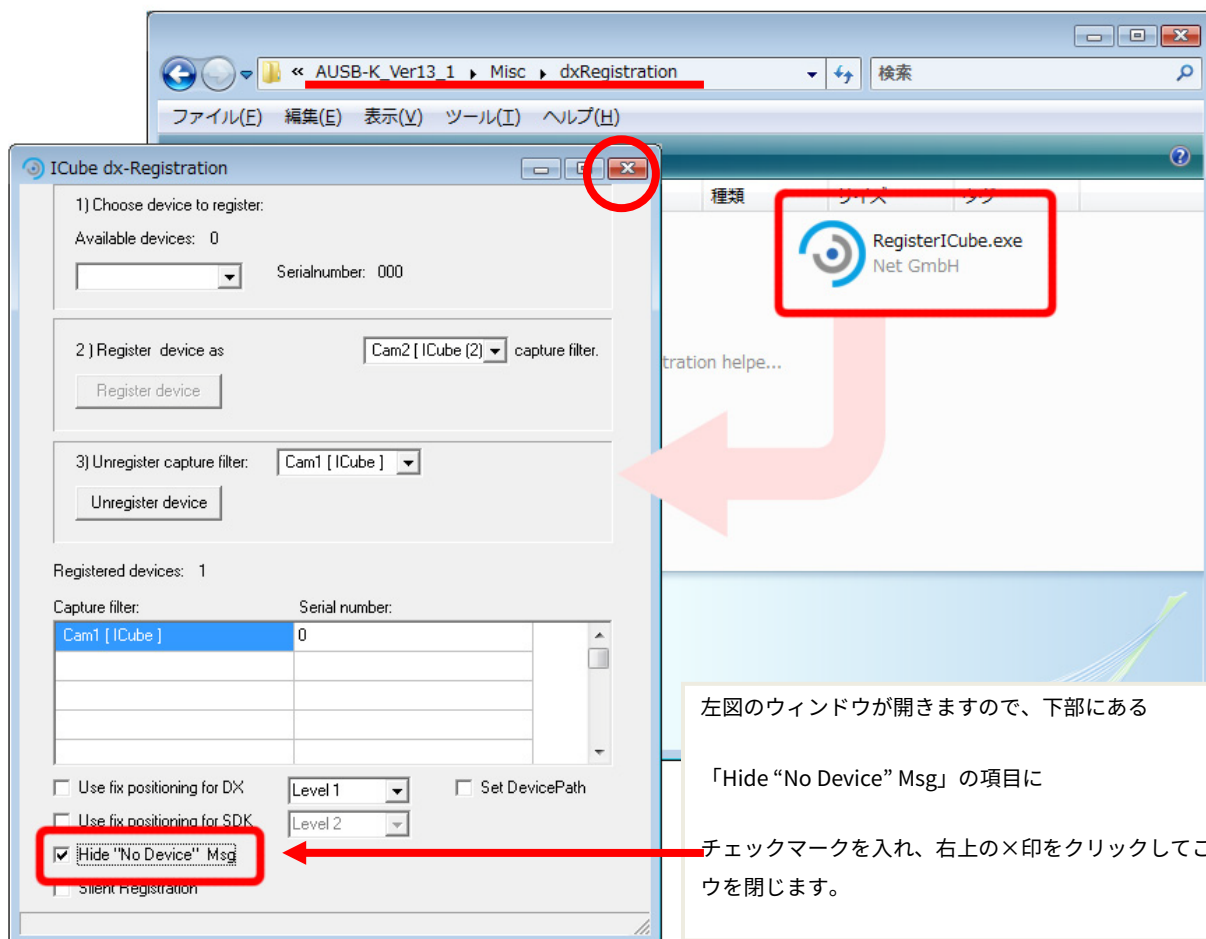 « AUSB-K_Ver13_1 ▸ Misc ▸ dxRegistration
検索
ファイル(F) 編集(E) 表示(V) ツール(T) ヘルプ(H)
種類 サイズ タグ
RegisterICube.exe
Net GmbH
tration helpe...
ICube dx-Registration
1) Choose device to register:
Available devices: 0
Serialnumber: 000
2 ) Register device as Cam2 [ ICube (2) capture filter.
Register device
3) Unregister capture filter: Cam1 [ ICube ]
Unregister device
Registered devices: 1
Capture filter: Serial number:
Cam1 [ ICube ] 0
Use fix positioning for DX Level 1 Set DevicePath
Use fix positioning for SDK Level 2
Hide "No Device" Msg
Silent Registration
左図のウィンドウが開きますので、下部にある
「Hide “No Device” Msg」の項目に
チェックマークを入れ、右上の×印をクリックしてこ
ウを閉じます。